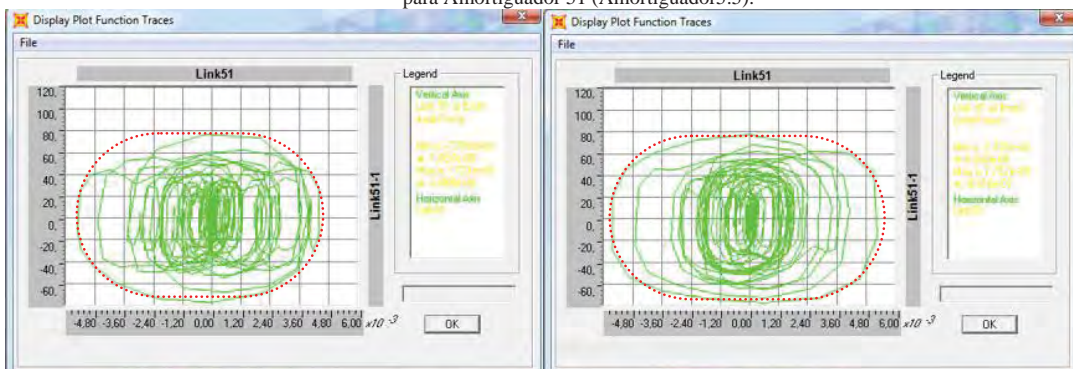 para Amortiguador 51 (Amortiguador5.5).
Display Plot Function Traces
File
Link51
120,
100,
80,
60,
40,
20,
0,
-20,
-40,
-60,
-4,80 -3,60 -2,40 -1,20 0,00 1,20 2,40 3,60 4,80 6,00 x10 -3
Link51-1
Legend
Vertical Axis
Horizontal Axis
OK
Display Plot Function Traces
File
Link51
120,
100,
80,
60,
40,
20,
0,
-20,
-40,
-60,
-4,80 -3,60 -2,40 -1,20 0,00 1,20 2,40 3,60 4,80 6,00 x10 -3
Link51-1
Legend
Vertical Axis
Horizontal Axis
OK